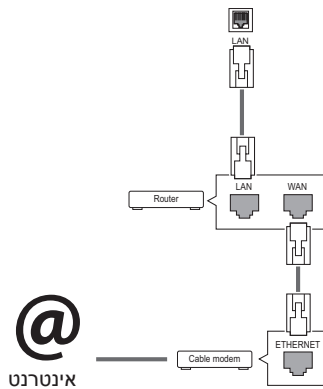 LAN
LAN WAN
Router
ETHERNET
Cable modem
@
אינטרנט